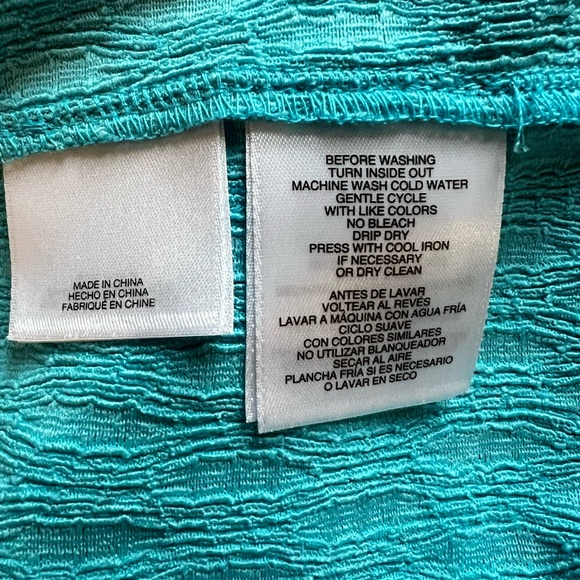 MADE IN CHINA
HECHO EN CHINA
FABRIQUÉ EN CHINE
BEFORE WASHING
TURN INSIDE OUT
MACHINE WASH COLD WATER
GENTLE CYCLE
WITH LIKE COLORS
NO BLEACH
DRIP DRY
PRESS WITH COOL IRON
IF NECESSARY
OR DRY CLEAN
ANTES DE LAVAR
VOLTEAR AL REVÉS
LAVAR A MÁQUINA CON AGUA FRÍA
CICLO SUAVE
CON COLORES SIMILARES
NO UTILIZAR BLANQUEADOR
SECAR AL AIRE
PLANCHA FRÍA SI ES NECESARIO
O LAVAR EN SECO